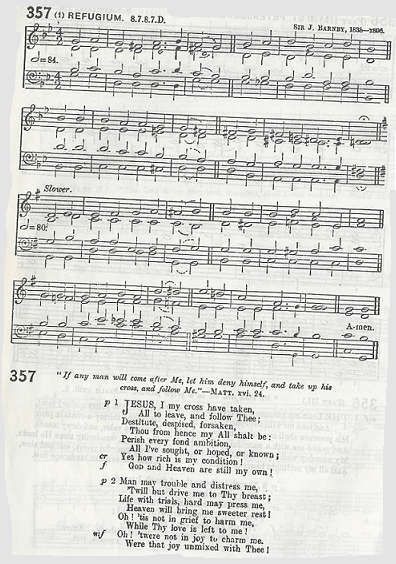 357 (1) REFUGIUM. 8.7.8.7.D.
SIR J. BARNBY, 1838—1896.
𝅗𝅥=84.
Slower.
𝅗𝅥=80.
A-men.
357
"If any man will come after Me, let him deny himself, and take up his
cross, and follow Me."—MATT. xvi. 24.
p 1 JESUS, I my cross have taken,
All to leave, and follow Thee;
Destitute, despised, forsaken,
Thou from hence my All shalt be:
Perish every fond ambition,
All I've sought, or hoped, or known;
cr Yet how rich is my condition!
f God and Heaven are still my own!
p 2 Man may trouble and distress me,
'Twill but drive me to Thy breast;
Life with trials, hard may press me,
Heaven will bring me sweeter rest!
Oh! 'tis not in grief to harm me,
While Thy love is left to me!
mf Oh! 'twere not in joy to charm me,
Were that joy unmixed with Thee!